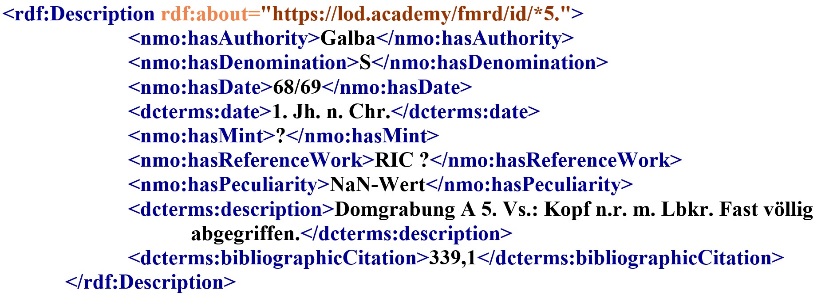 <rdf:Description rdf:about="https://lod.academy/fmrd/id/*5.">
<nmo:hasAuthority>Galba</nmo:hasAuthority>
<nmo:hasDenomination>S</nmo:hasDenomination>
<nmo:hasDate>68/69</nmo:hasDate>
<dcterms:date>1. Jh. n. Chr.</dcterms:date>
<nmo:hasMint>?</nmo:hasMint>
<nmo:hasReferenceWork>RIC ?</nmo:hasReferenceWork>
<nmo:hasPeculiarity>NaN-Wert</nmo:hasPeculiarity>
<dcterms:description>Domgrabung A 5. Vs.: Kopf n.r. m. Lbkr. Fast völlig
abgegriffen.</dcterms:description>
<dcterms:bibliographicCitation>339,1</dcterms:bibliographicCitation>
</rdf:Description>